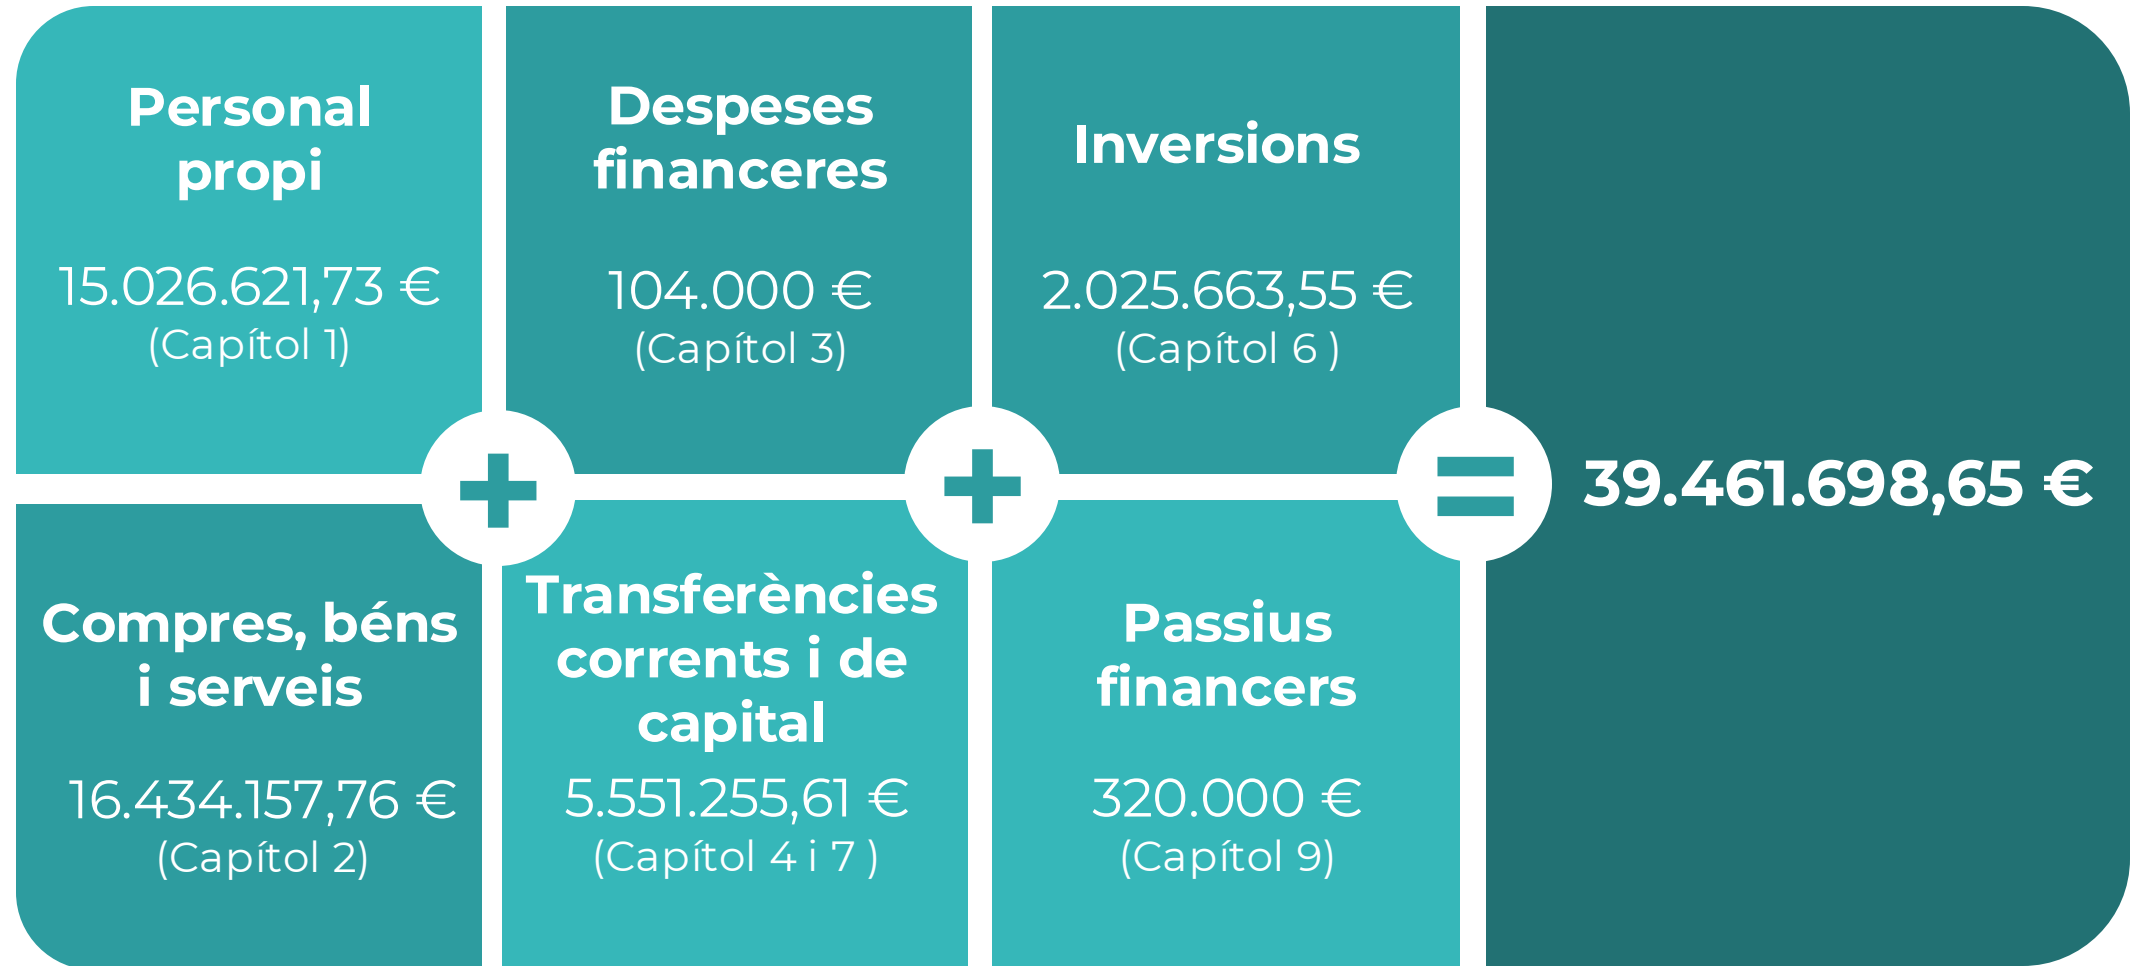 Personal
propi
15.026.621,73 €
(Capítol 1)
Despeses
financeres
104.000 €
(Capítol 3)
Inversions
2.025.663,55 €
(Capítol 6 )
Compres, béns
i serveis
16.434.157,76 €
(Capítol 2)
Transferències
corrents i de
capital
5.551.255,61 €
(Capítol 4 i 7 )
Passius
financers
320.000 €
(Capítol 9)
+
+
=
39.461.698,65 €